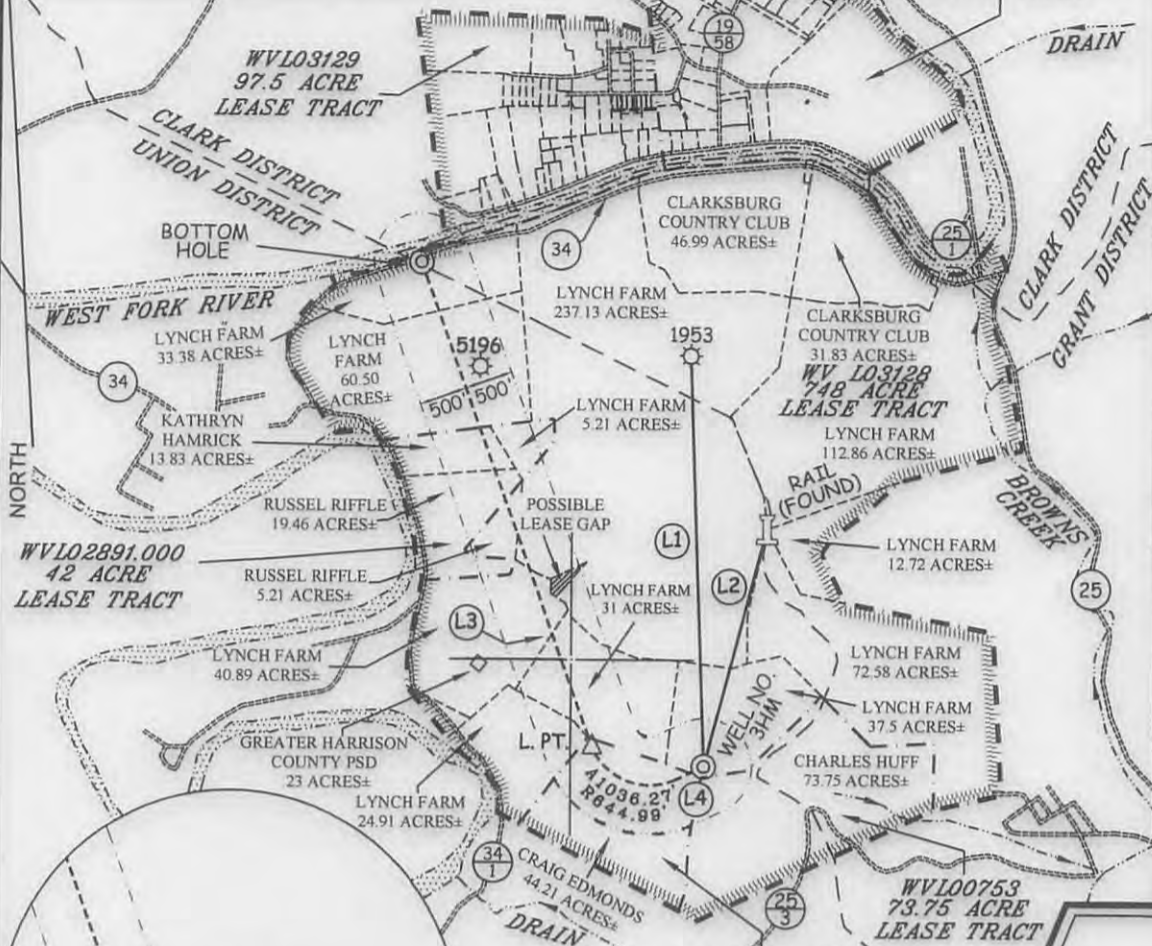 19
58
DRAIN
WVL03129
97.5 ACRE
LEASE TRACT
CLARK DISTRICT
UNION DISTRICT
CLARK DISTRICT
GRANT DISTRICT
BOTTOM
HOLE
34
CLARKSBURG
COUNTRY CLUB
46.99 ACRES±
25
1
WEST FORK RIVER
LYNCH FARM
33.38 ACRES±
LYNCH FARM
237.13 ACRES±
CLARKSBURG
COUNTRY CLUB
31.83 ACRES±
WV L03128
748 ACRE
LEASE TRACT
LYNCH
FARM
60.50
ACRES±
5196
1953
34
500' 500'
KATHRYN
HAMRICK
13.83 ACRES±
LYNCH FARM
5.21 ACRES±
LYNCH FARM
112.86 ACRES±
RAIL
(FOUND)
BROWNS
CREEK
NORTH
RUSSEL RIFFLE
19.46 ACRES±
POSSIBLE
LEASE GAP
L1
WVL02891.000
42 ACRE
LEASE TRACT
RUSSEL RIFFLE
5.21 ACRES±
LYNCH FARM
12.72 ACRES±
LYNCH FARM
31 ACRES±
L2
25
L3
LYNCH FARM
40.89 ACRES±
LYNCH FARM
72.58 ACRES±
WELL NO.
3HM
LYNCH FARM
37.5 ACRES±
GREATER HARRISON
COUNTY PSD
23 ACRES±
L. PT.
CHARLES HUFF
73.75 ACRES±
LYNCH FARM
24.91 ACRES±
R644.99
L4
34
1
CRAIG EDMONDS
44.21 ACRES±
DRAIN
25
3
WVL00753
73.75 ACRE
LEASE TRACT